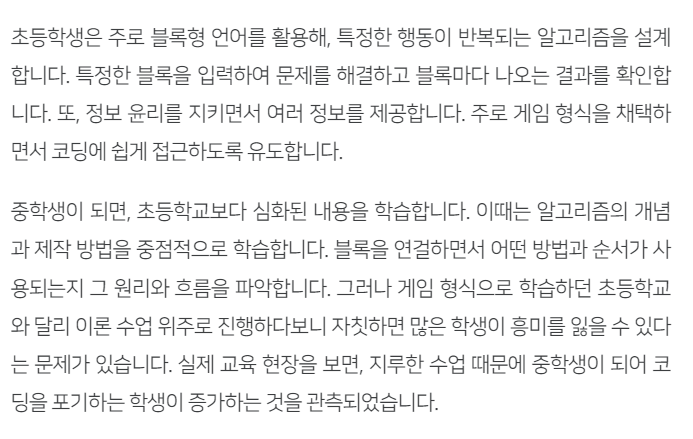 초등학생은 주로 블록형 언어를 활용해, 특정한 행동이 반복되는 알고리즘을 설계
합니다. 특정한 블록을 입력하여 문제를 해결하고 블록마다 나오는 결과를 확인합
니다. 또, 정보 윤리를 지키면서 여러 정보를 제공합니다. 주로 게임 형식을 채택하
면서 코딩에 쉽게 접근하도록 유도합니다.
중학생이 되면, 초등학교보다 심화된 내용을 학습합니다. 이때는 알고리즘의 개념
과 제작 방법을 중점적으로 학습합니다. 블록을 연결하면서 어떤 방법과 순서가 사
용되는지 그 원리와 흐름을 파악합니다. 그러나 게임 형식으로 학습하던 초등학교
와 달리 이론 수업 위주로 진행하다보니 자칫하면 많은 학생이 흥미를 잃을 수 있다
는 문제가 있습니다. 실제 교육 현장을 보면, 지루한 수업 때문에 중학생이 되어 코
딩을 포기하는 학생이 증가하는 것을 관측되었습니다.